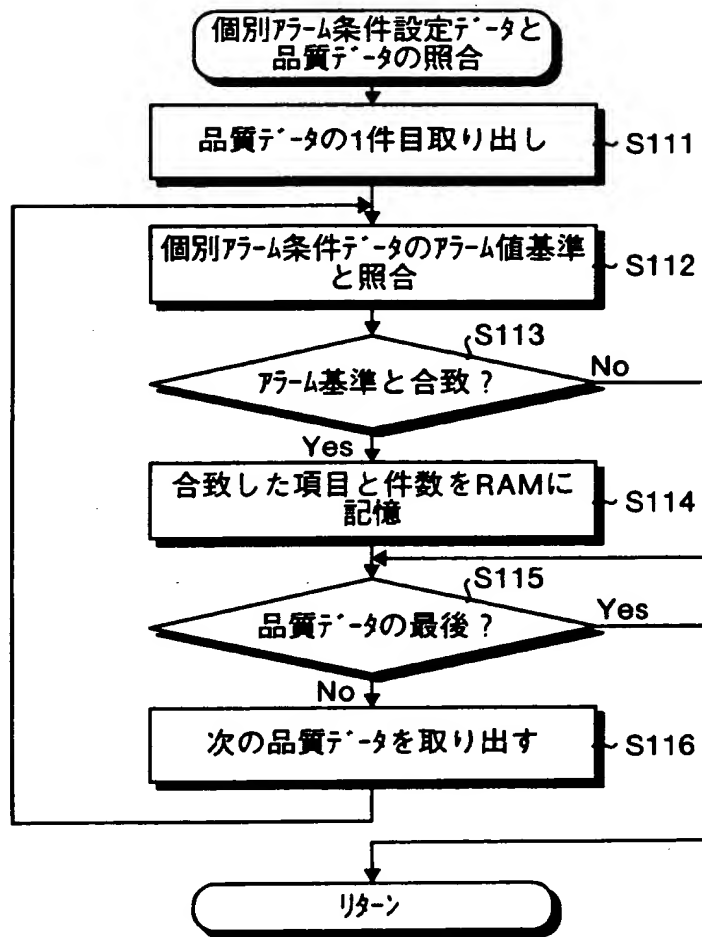 個別ｱﾗｰﾑ条件設定ﾃﾞｰﾀと
品質ﾃﾞｰﾀの照合
品質ﾃﾞｰﾀの1件目取り出し
S111
個別ｱﾗｰﾑ条件ﾃﾞｰﾀのｱﾗｰﾑ値基準
と照合
S112
S113
ｱﾗｰﾑ基準と合致？
No
Yes
合致した項目と件数をRAMに
記憶
S114
S115
品質ﾃﾞｰﾀの最後？
Yes
No
次の品質ﾃﾞｰﾀを取り出す
S116
ﾘﾀｰﾝ